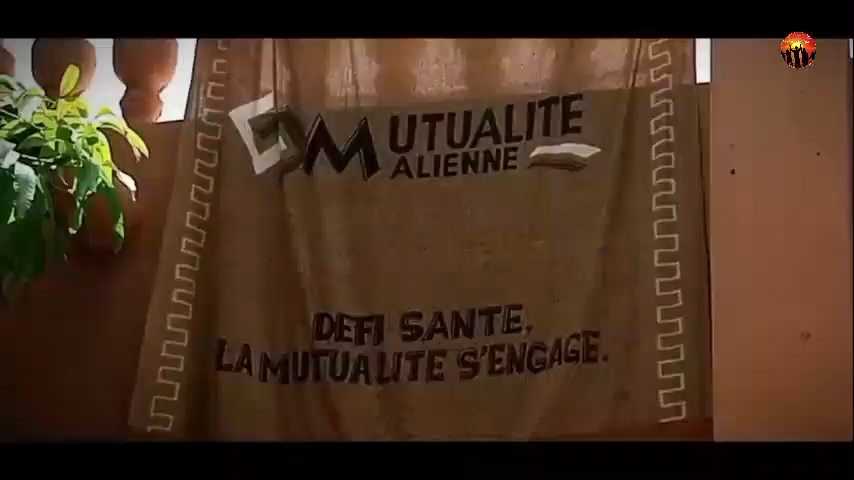 MUTUALITE
MALIENNE
DEFI SANTE,
LA MUTUALITE S'ENGAGE.